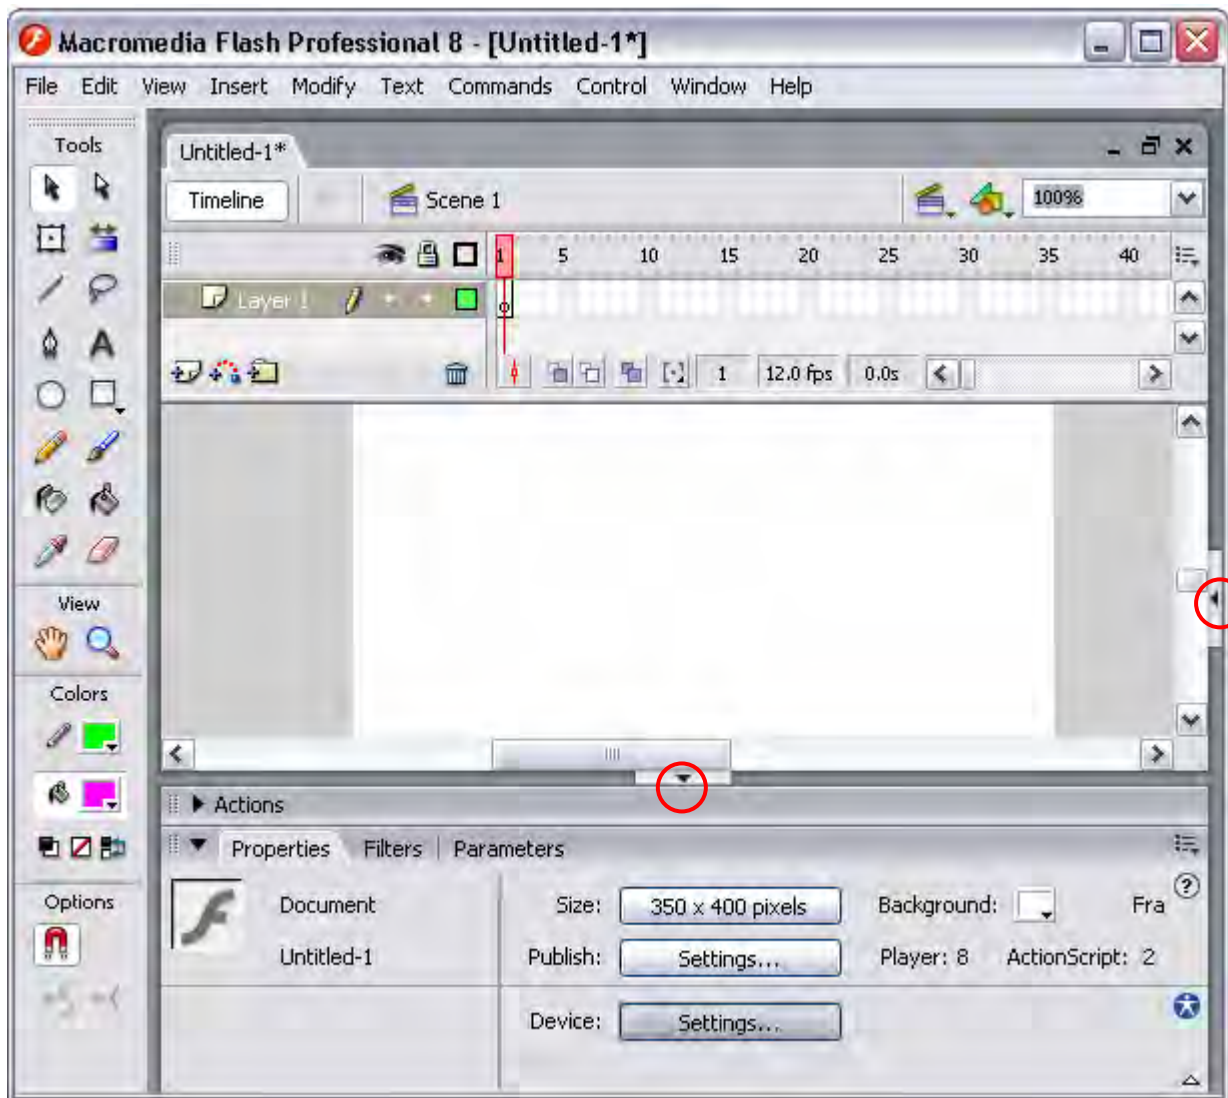 Macromedia Flash Professional 8 - [Untitled-1*]
File Edit View Insert Modify Text Commands Control Window Help
Tools
Untitled-1*
Timeline Scene 1 100%
1 5 10 15 20 25 30 35 40
Layer 1
1 12.0 fps 0.0s
View
Colors
Actions
Properties Filters Parameters
Options
Document Size: 350 x 400 pixels Background: Fra
Untitled-1 Publish: Settings... Player: 8 ActionScript: 2
Device: Settings...